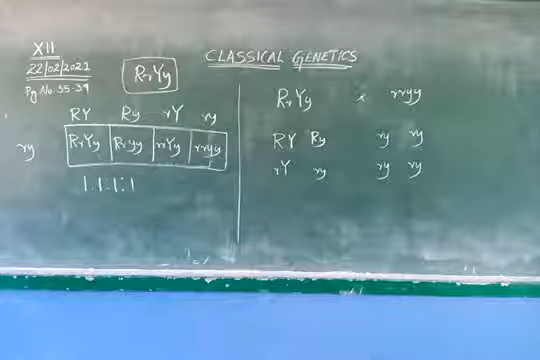 XII
22/02/2021
Pg No. 35-39
CLASSICAL GENETICS
RrYy
RY Ry rY ry
ry RrYy Rryy rrYy rryy
1:1:1:1
RrYy × rryy
RY Ry ry ry
rY ry ry ry